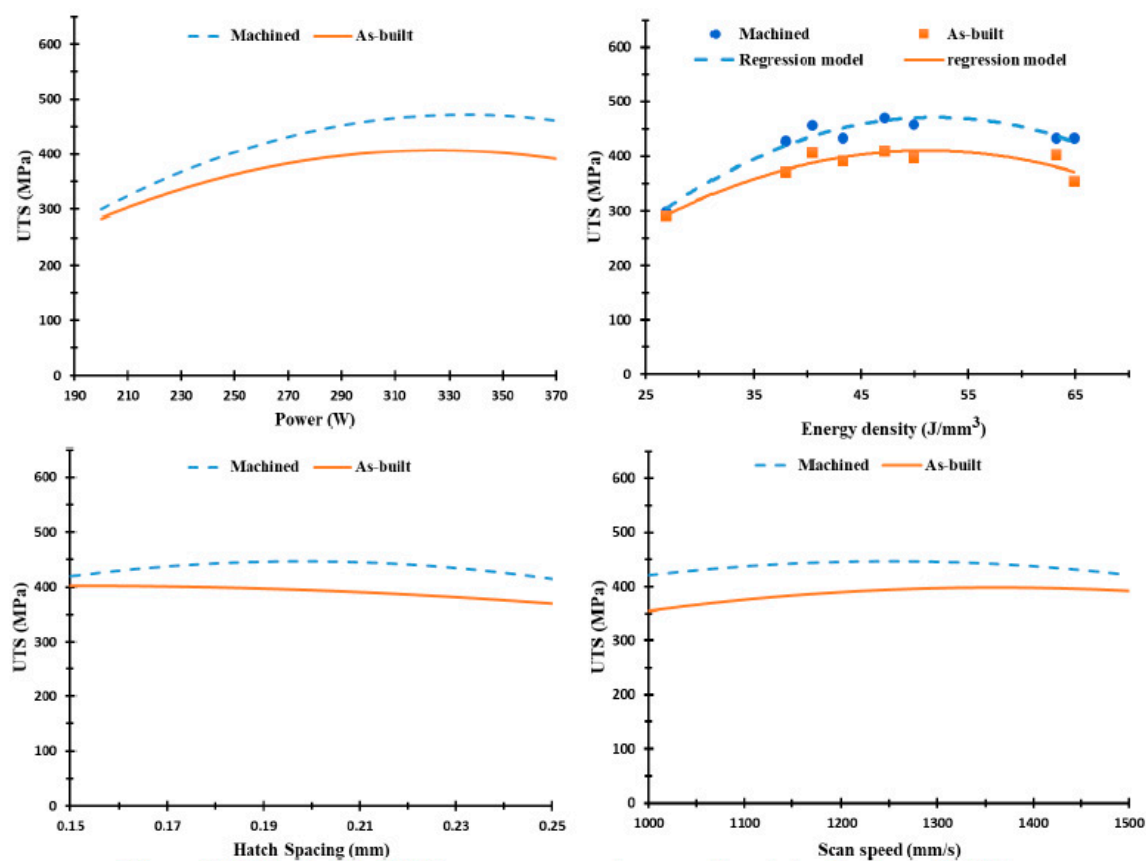 Machined As-built
600
500
400
300
200
100
0
UTS (MPa)
190 210 230 250 270 290 310 330 350 370
Power (W)
Machined As-built
Regression model regression model
600
500
400
300
200
100
0
UTS (MPa)
25 35 45 55 65
Energy density (J/mm³)
Machined As-built
600
500
400
300
200
100
0
UTS (MPa)
0.15 0.17 0.19 0.21 0.23 0.25
Hatch Spacing (mm)
Machined As-built
600
500
400
300
200
100
0
UTS (MPa)
1000 1100 1200 1300 1400 1500
Scan speed (mm/s)